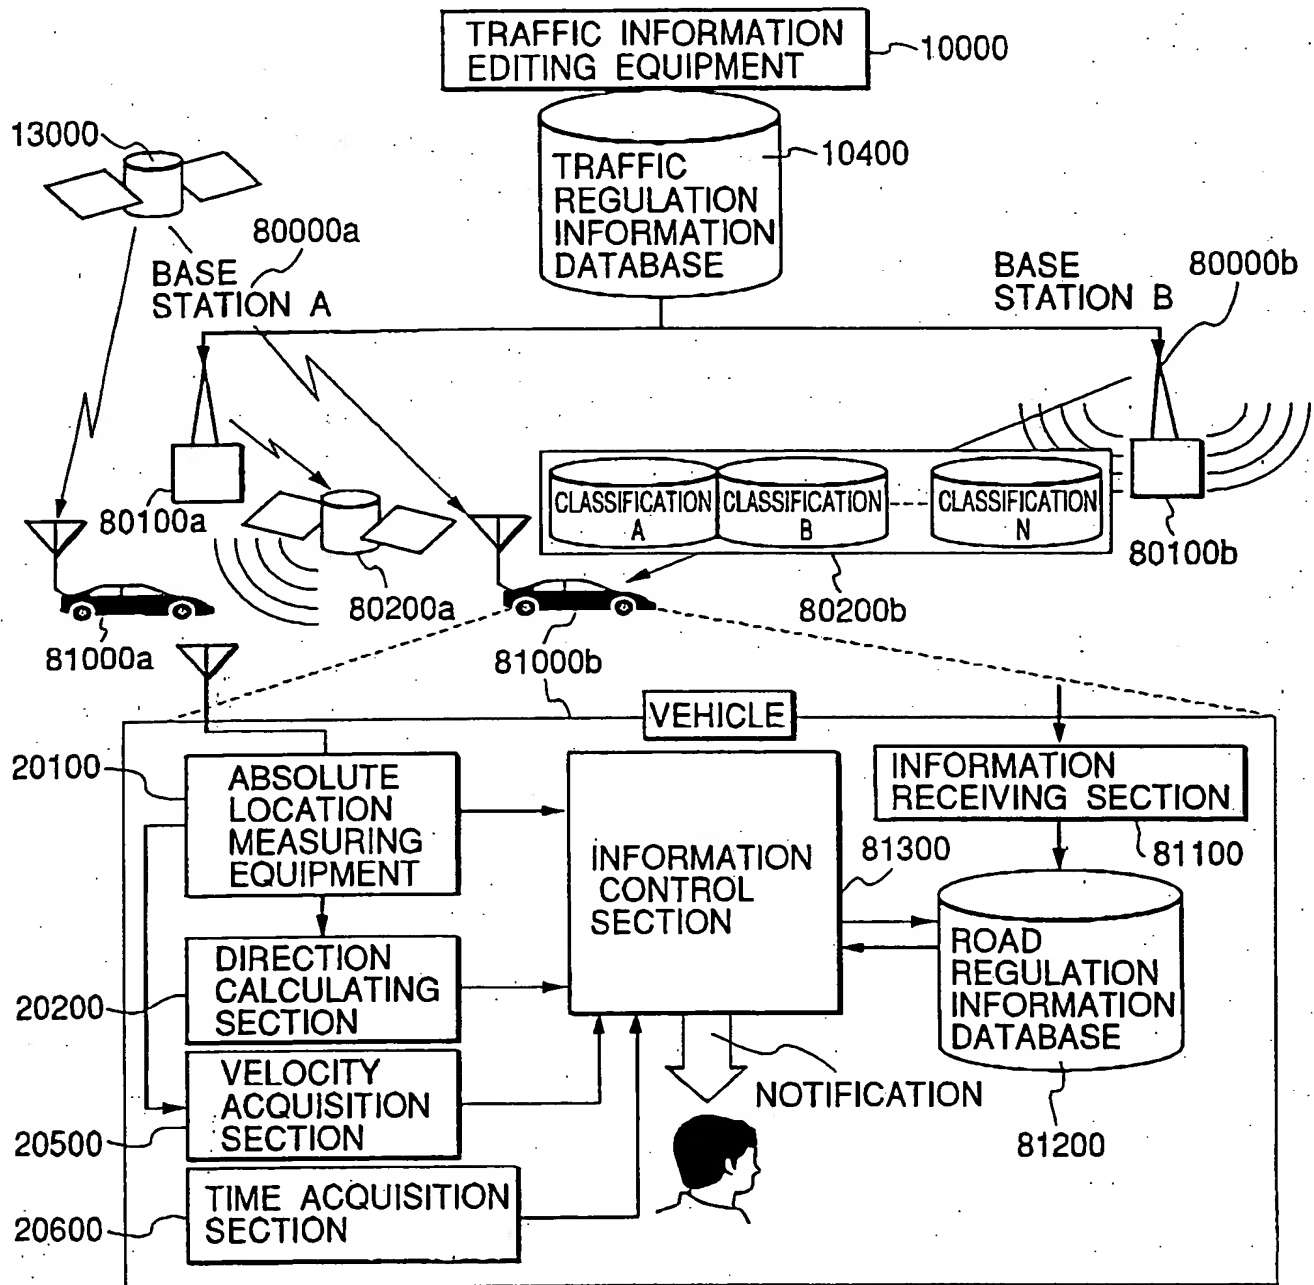 TRAFFIC INFORMATION
EDITING EQUIPMENT
10000
13000
TRAFFIC
REGULATION
INFORMATION
DATABASE
10400
80000a
BASE
STATION A
BASE
STATION B
80000b
80100a
CLASSIFICATION
A
CLASSIFICATION
B
CLASSIFICATION
N
80100b
80200a
80200b
81000a
81000b
VEHICLE
20100
ABSOLUTE
LOCATION
MEASURING
EQUIPMENT
INFORMATION
RECEIVING SECTION
81100
INFORMATION
CONTROL
SECTION
81300
DIRECTION
CALCULATING
SECTION
20200
ROAD
REGULATION
INFORMATION
DATABASE
81200
VELOCITY
ACQUISITION
SECTION
20500
NOTIFICATION
TIME ACQUISITION
SECTION
20600